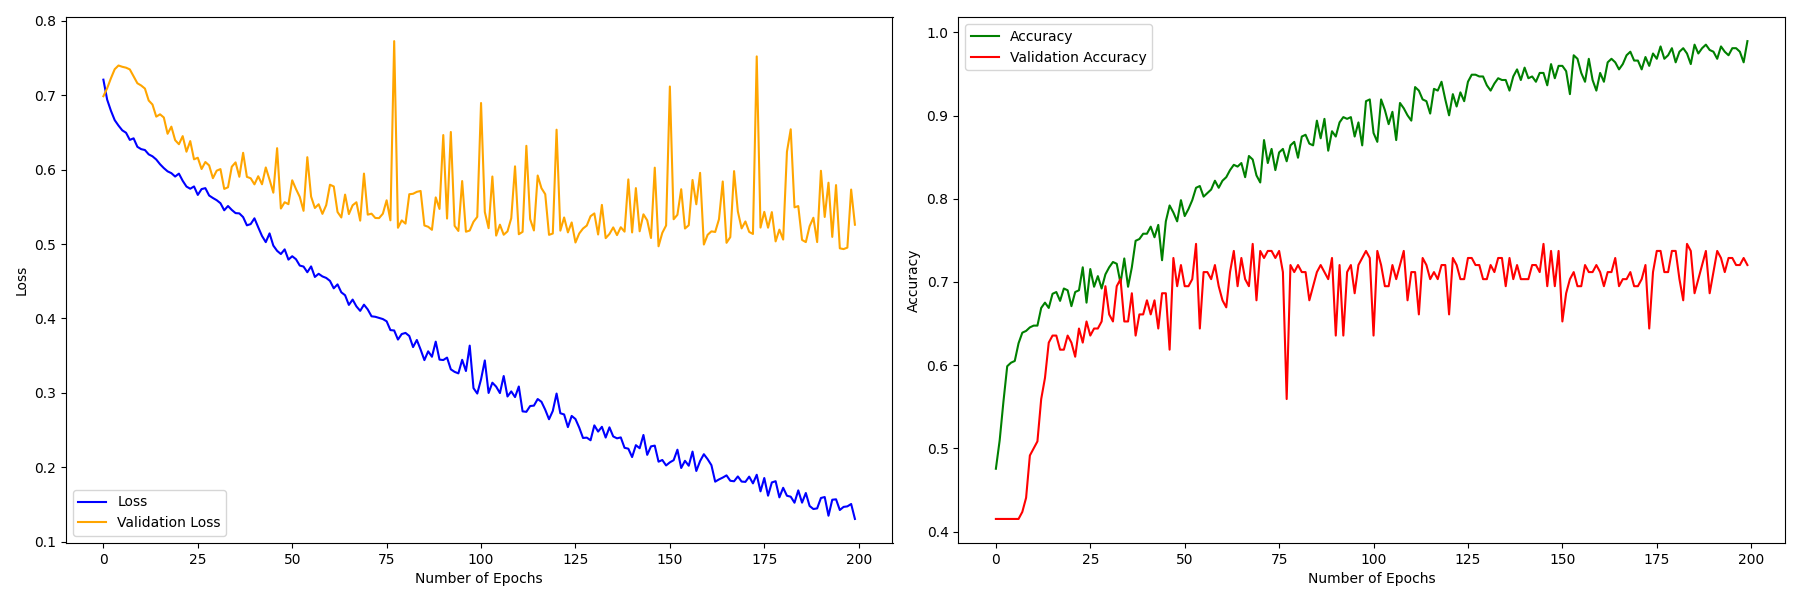 0.8
0.7
0.6
0.5
0.4
0.3
0.2
0.1
Loss
Loss
Validation Loss
0 25 50 75 100 125 150 175 200
Number of Epochs
1.0
0.9
0.8
0.7
0.6
0.5
0.4
Accuracy
Accuracy
Validation Accuracy
0 25 50 75 100 125 150 175 200
Number of Epochs